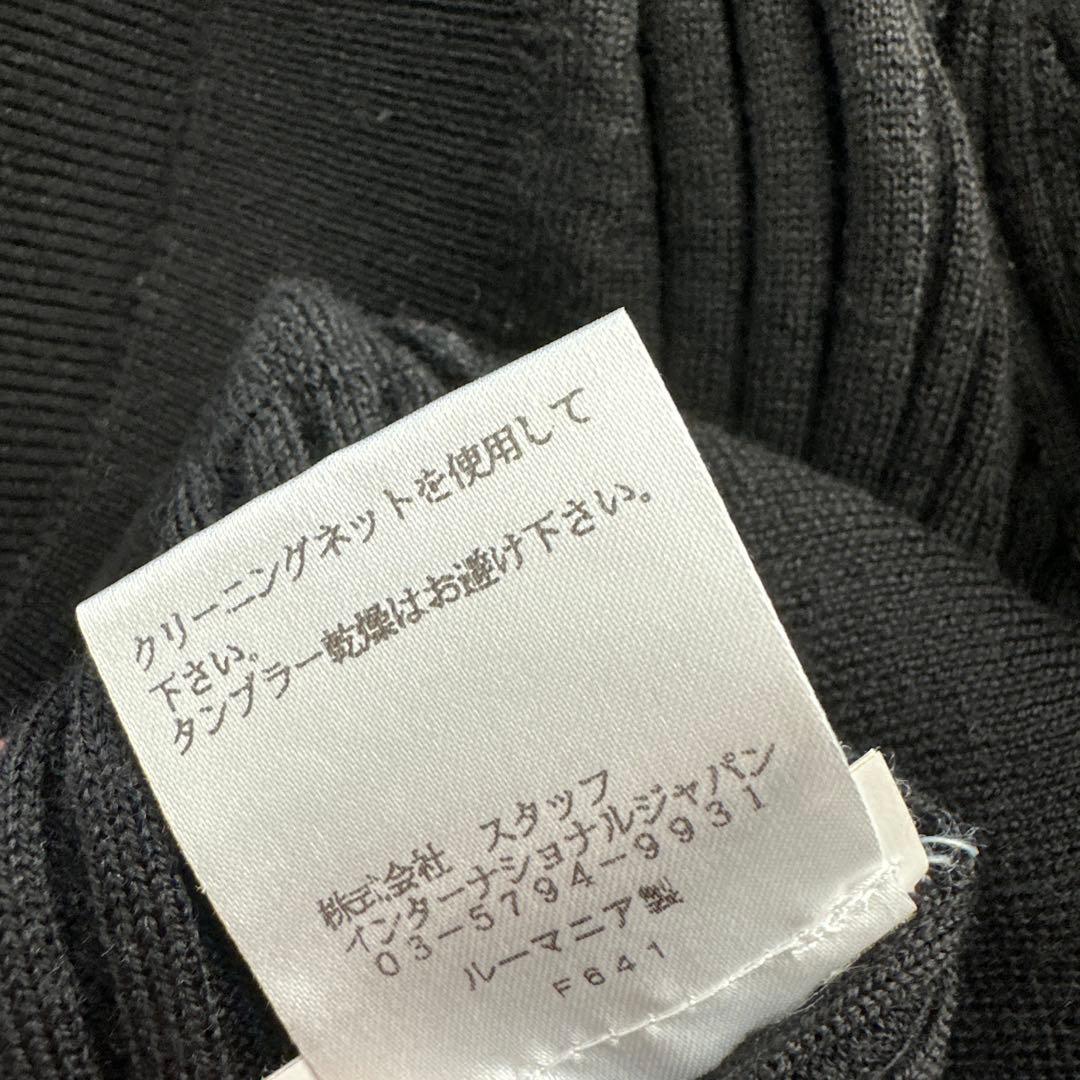 クリーニングネットを使用して
下さい。
タンブラー乾燥はお避け下さい。
株式会社 スタッフ
インターナショナルジャパン
03-5794-9931
ルーマニア製
F641